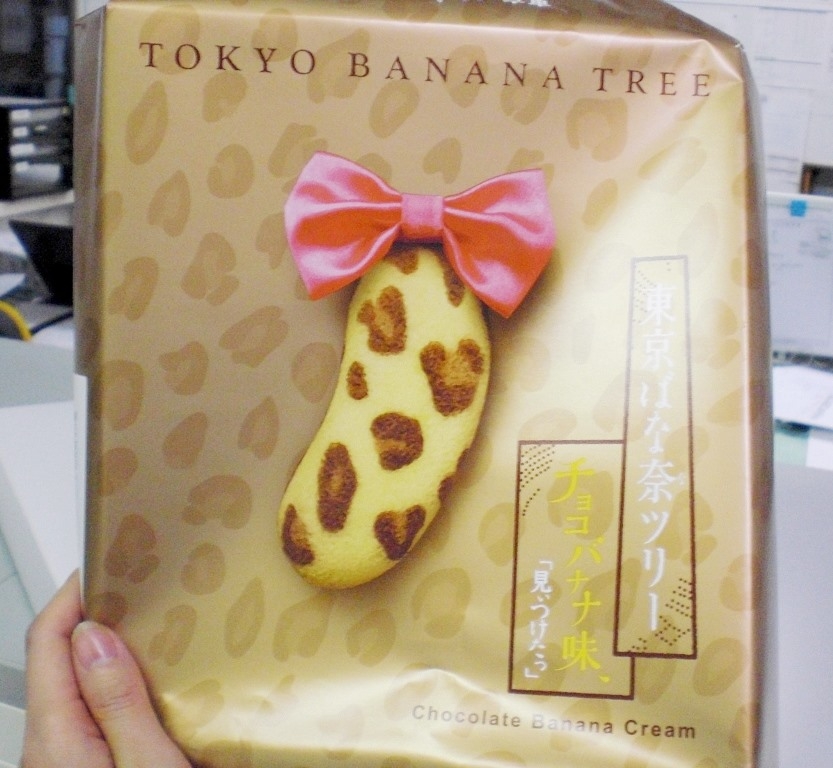 TOKYO BANANA TREE
東京ばな奈ツリー
チョコバナナ味、
「見ぃつけたっ」
Chocolate Banana Cream